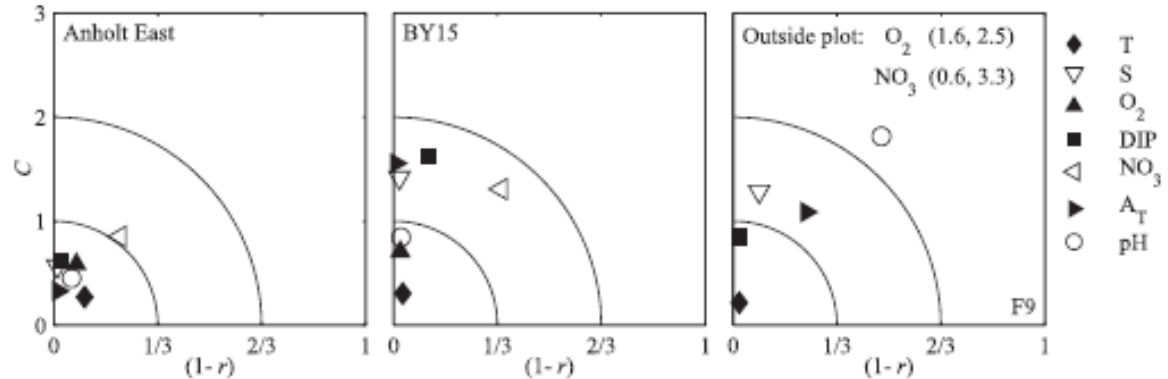 3
2
1
0
C
Anholt East
0
1/3
2/3
1
(1- r)
BY15
0
1/3
2/3
1
(1- r)
Outside plot: O₂ (1.6, 2.5)
NO₃ (0.6, 3.3)
F9
0
1/3
2/3
1
(1- r)
T
S
O₂
DIP
NO₃
A_T
pH